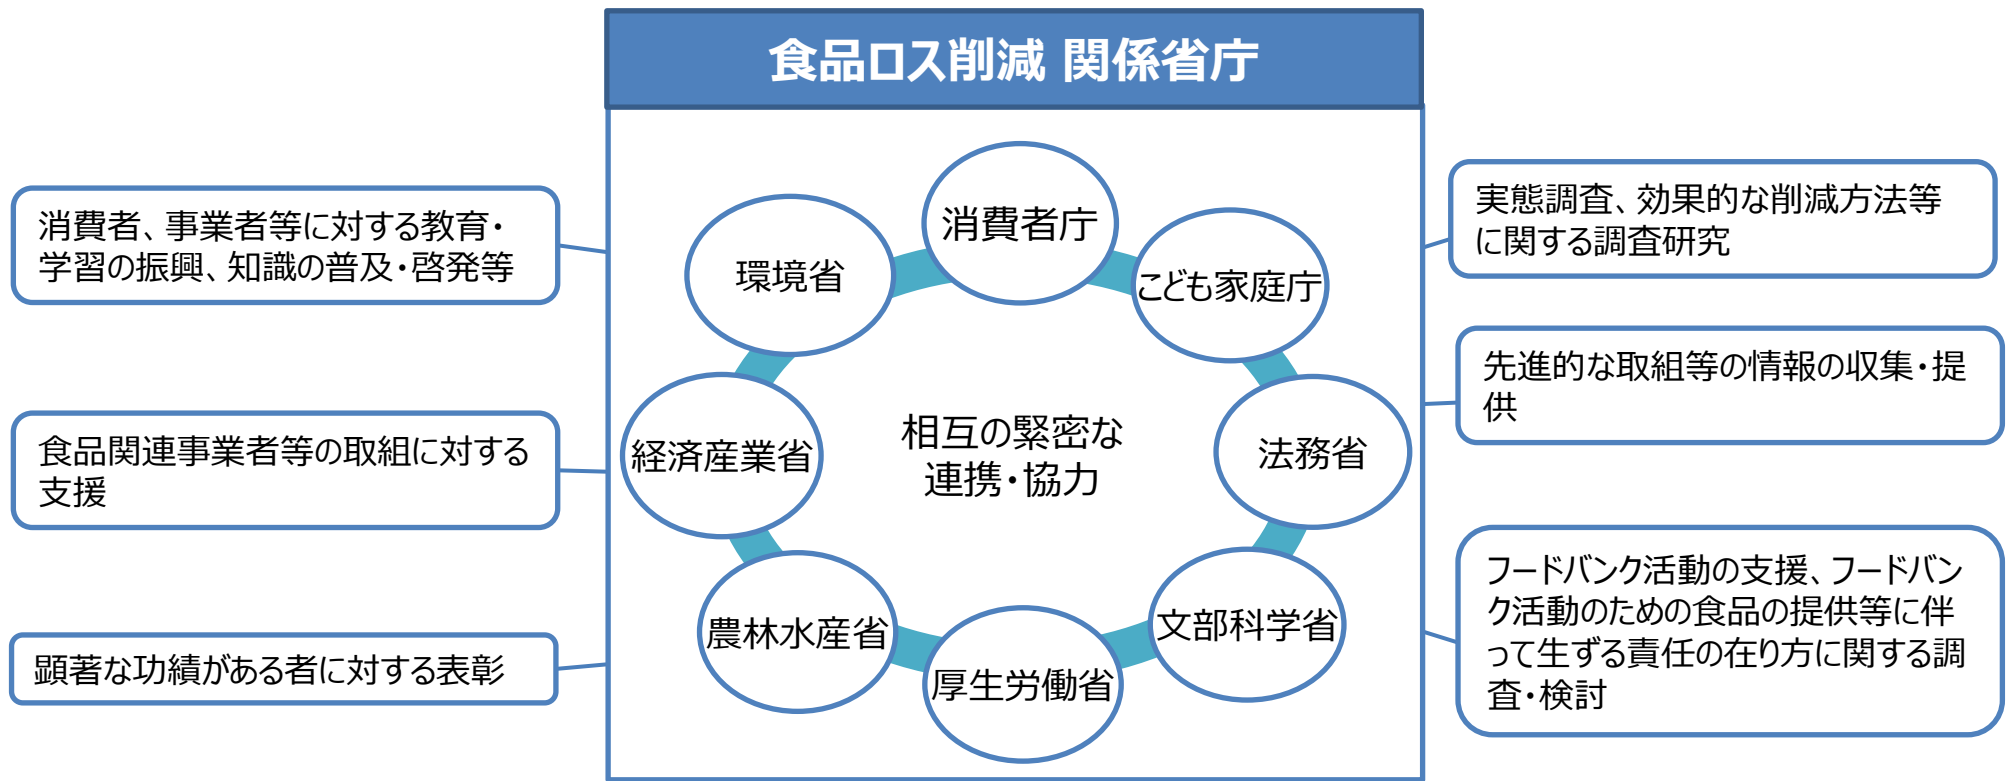 食品ロス削減 関係省庁
消費者、事業者等に対する教育・
学習の振興、知識の普及・啓発等
食品関連事業者等の取組に対する
支援
顕著な功績がある者に対する表彰
消費者庁
環境省
こども家庭庁
経済産業省
相互の緊密な
連携・協力
法務省
農林水産省
厚生労働省
文部科学省
実態調査、効果的な削減方法等
に関する調査研究
先進的な取組等の情報の収集・提
供
フードバンク活動の支援、フードバン
ク活動のための食品の提供等に伴
って生ずる責任の在り方に関する調
査・検討